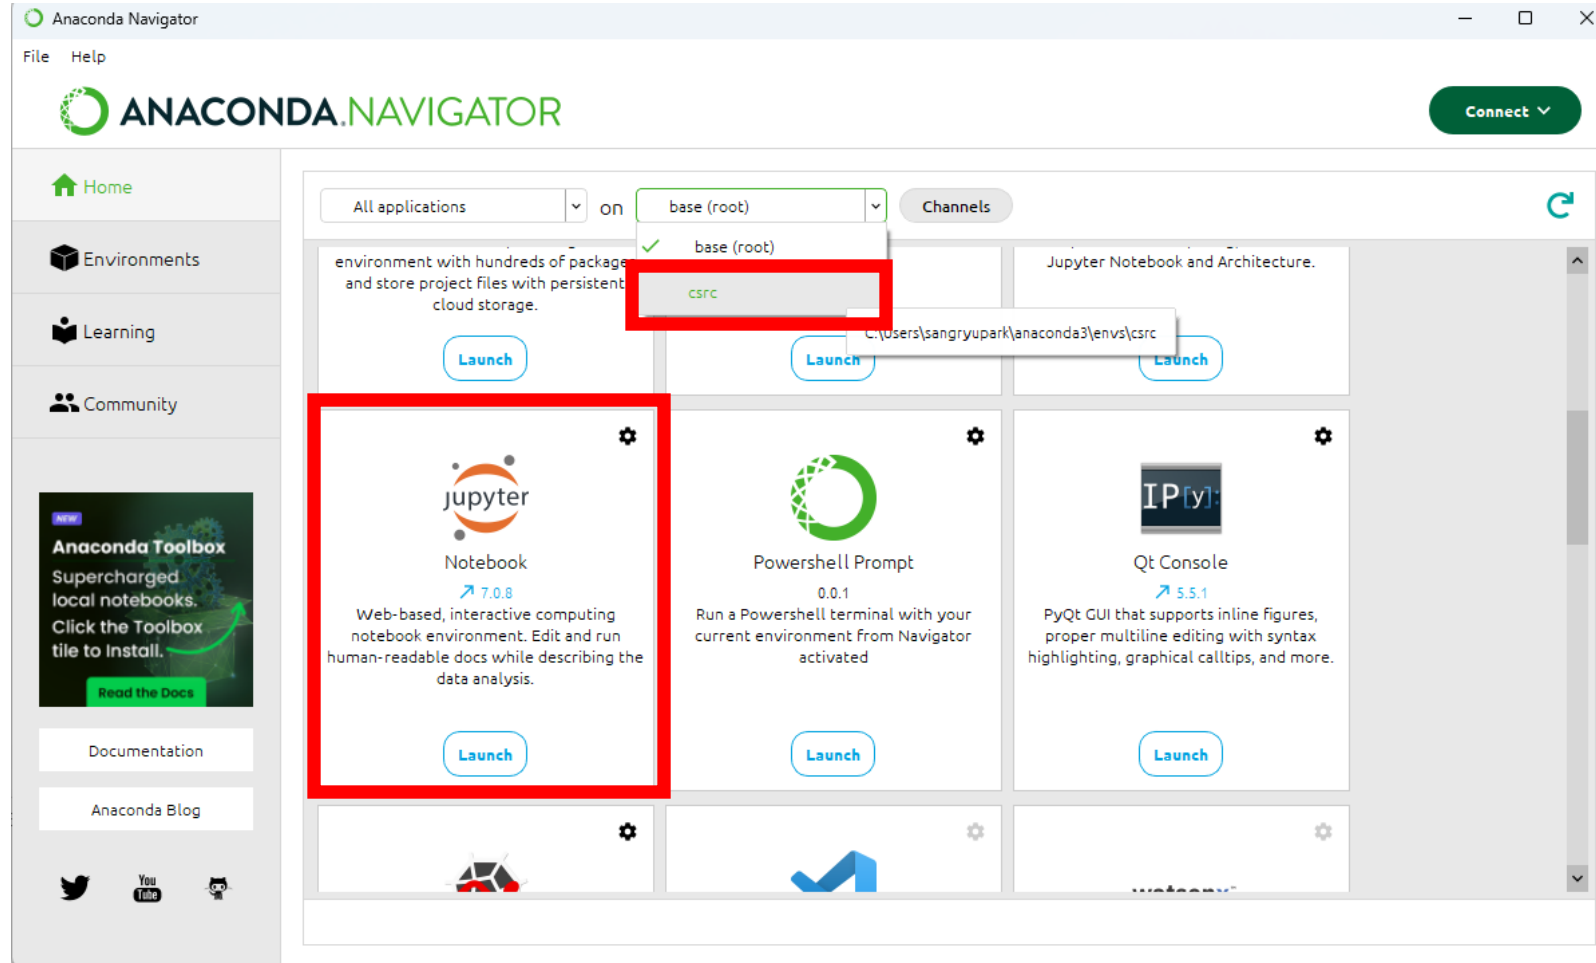 Anaconda Navigator
File Help
ANACONDA.NAVIGATOR
Connect
Home
Environments
Learning
Community
NEW
Anaconda Toolbox
Supercharged
local notebooks.
Click the Toolbox
tile to Install.
Read the Docs
Documentation
Anaconda Blog
You
Tube
All applications
on
base (root)
Channels
base (root)
csrc
C:\Users\sangryupark\anaconda3\envs\csrc
environment with hundreds of packages
and store project files with persistent
cloud storage.
Launch
Launch
Jupyter Notebook and Architecture.
Launch
jupyter
Notebook
7.0.8
Web-based, interactive computing
notebook environment. Edit and run
human-readable docs while describing the
data analysis.
Launch
Powershell Prompt
0.0.1
Run a Powershell terminal with your
current environment from Navigator
activated
Launch
IP[y]:
Qt Console
5.5.1
PyQt GUI that supports inline figures,
proper multiline editing with syntax
highlighting, graphical calltips, and more.
Launch